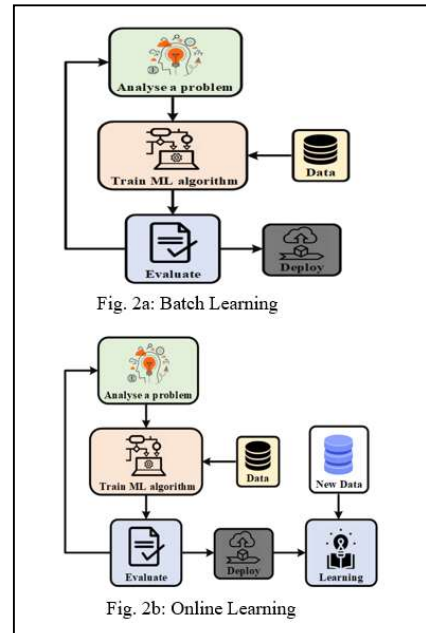 Analyse a problem
Train ML algorithm
Data
Evaluate
Deploy
Fig. 2a: Batch Learning
Analyse a problem
Train ML algorithm
Data
New Data
Evaluate
Deploy
Learning
Fig. 2b: Online Learning